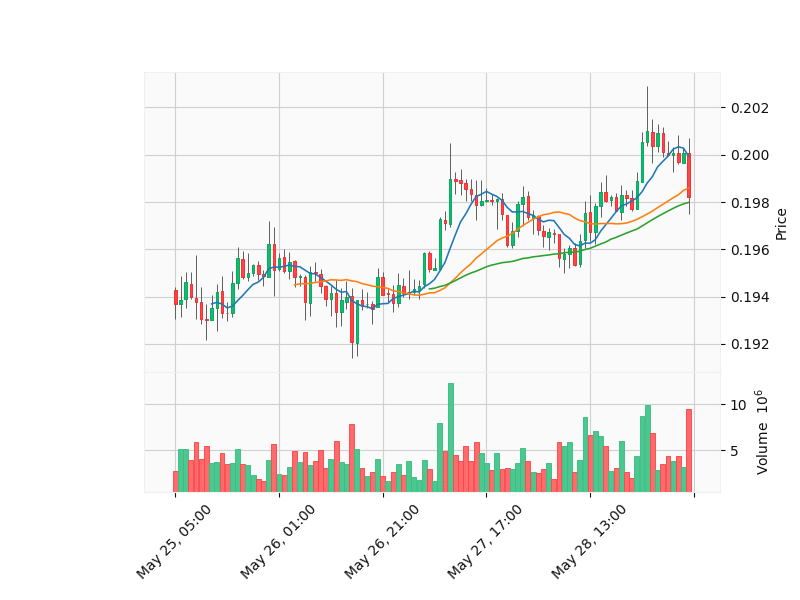 0.202
0.200
0.198
0.196
0.194
0.192
Price
10
5
Volume 10^6
May 25, 05:00
May 26, 01:00
May 26, 21:00
May 27, 17:00
May 28, 13:00